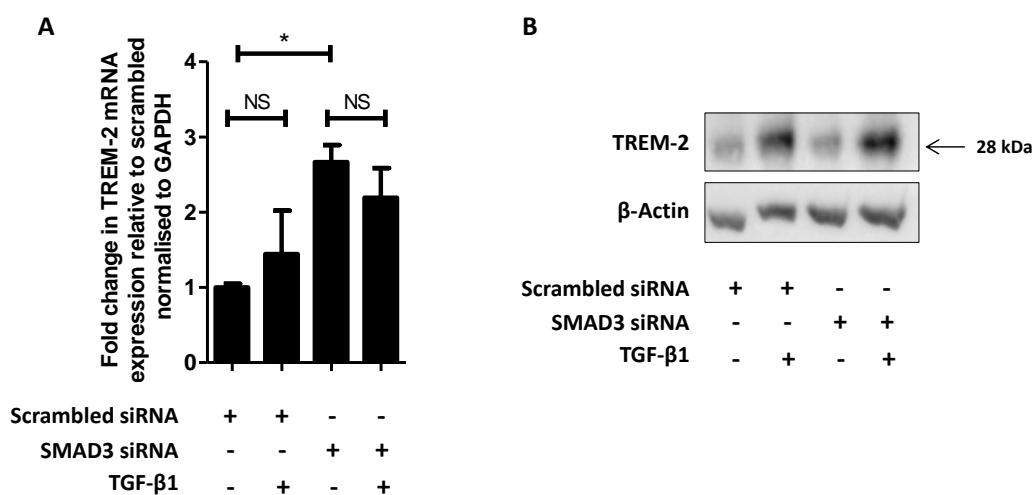 A
Fold change in TREM-2 mRNA
expression relative to scrambled
normalised to GAPDH
*
NS NS
4
3
2
1
0
Scrambled siRNA + + - -
SMAD3 siRNA - - + +
TGF-β1 - + - +
B
TREM-2 28 kDa
β-Actin
Scrambled siRNA + + - -
SMAD3 siRNA - - + +
TGF-β1 - + - +